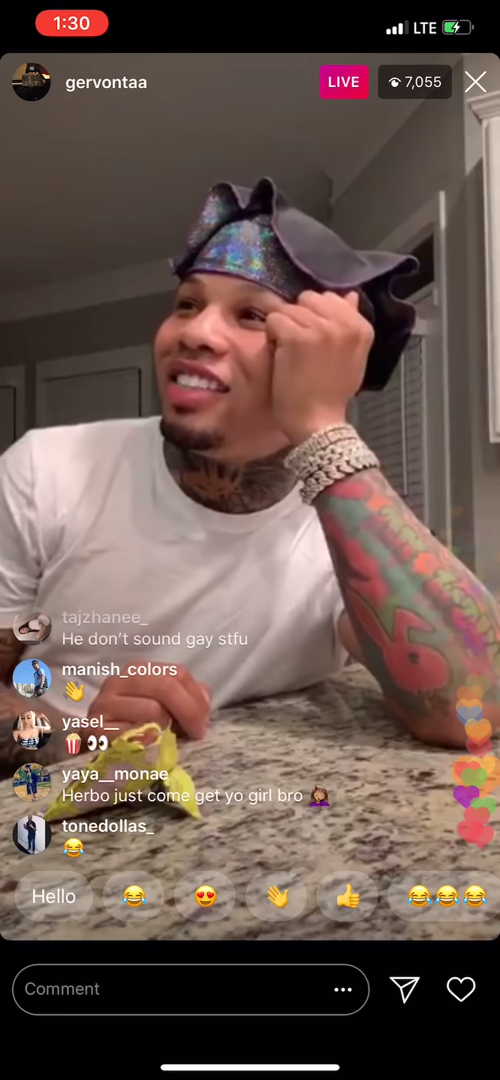 1:30
LTE
gervontaa
LIVE
7,055
tajzhanee_
He don't sound gay stfu
manish_colors
👋
yasel__
🍿👀
yaya__monae
Herbo just come get yo girl bro 🤦🏽‍♀️
tonedollas_
😂
Hello 😂 😍 👋 👍 😂😂😂
Comment